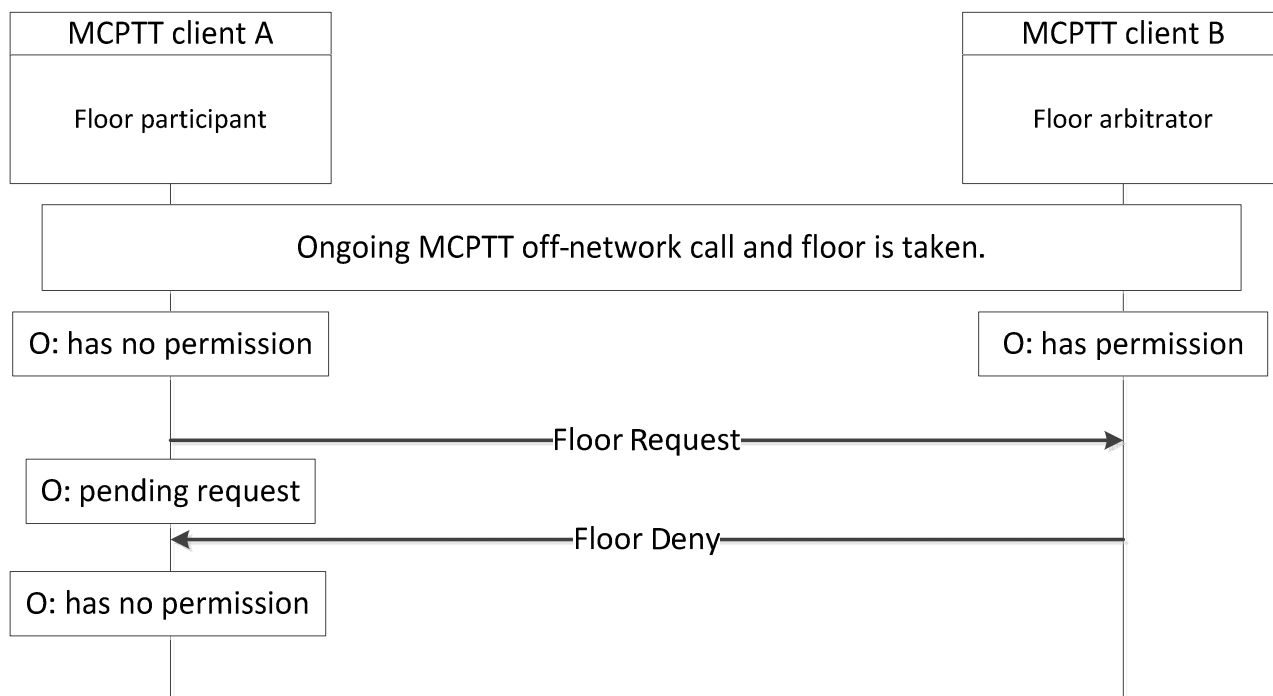 MCPTT client A
MCPTT client B
Floor participant
Floor arbitrator
Ongoing MCPTT off-network call and floor is taken.
O: has no permission
O: has permission
Floor Request
O: pending request
Floor Deny
O: has no permission